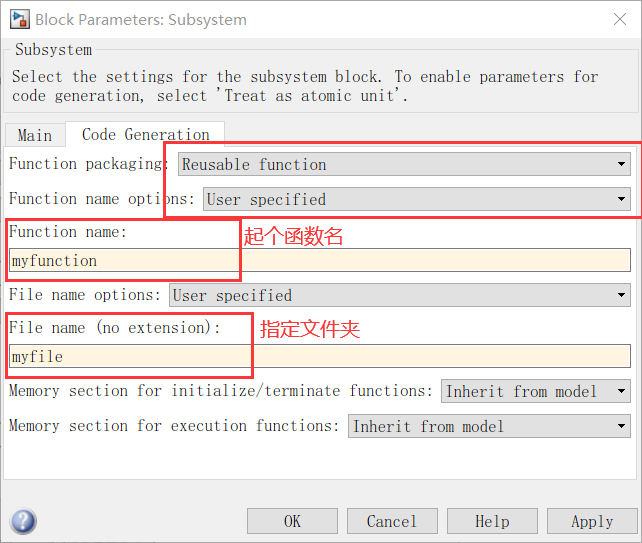 Block Parameters: Subsystem
Subsystem
Select the settings for the subsystem block. To enable parameters for
code generation, select 'Treat as atomic unit'.
Main
Code Generation
Function packaging: Reusable function
Function name options: User specified
Function name:
起个函数名
myfunction
File name options: User specified
File name (no extension):
指定文件夹
myfile
Memory section for initialize/terminate functions: Inherit from model
Memory section for execution functions: Inherit from model
?
OK
Cancel
Help
Apply